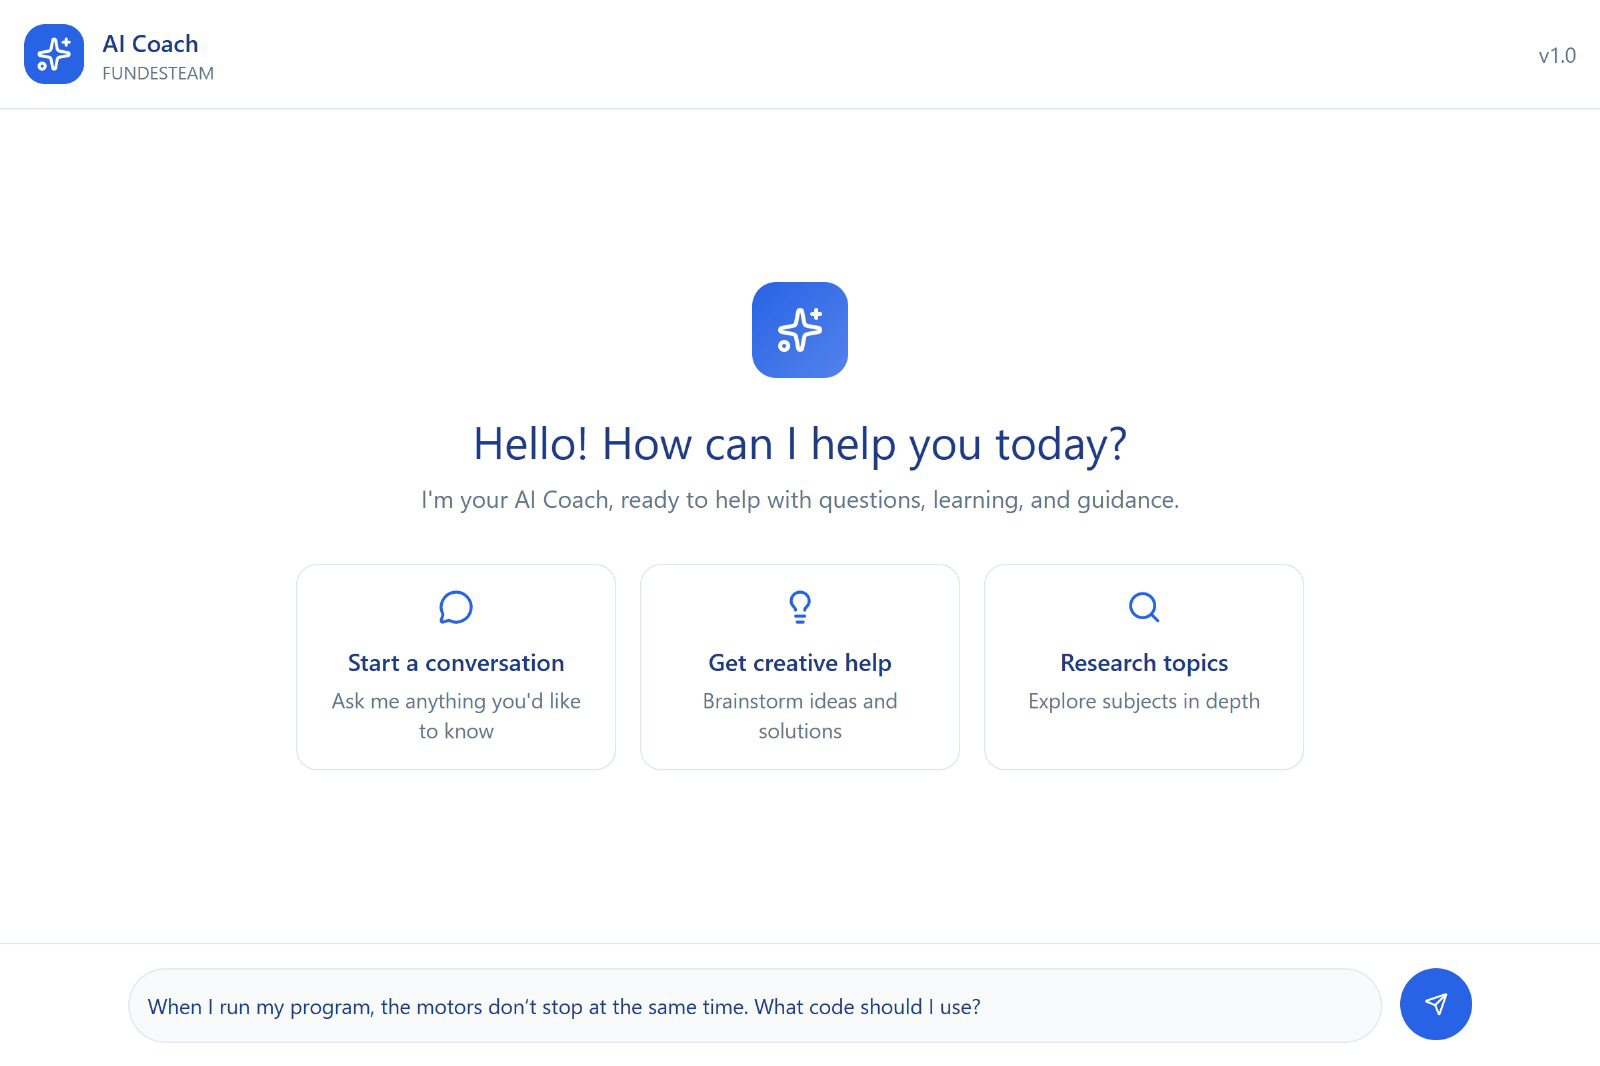 AI Coach
FUNDESTEAM
v1.0
Hello! How can I help you today?
I'm your AI Coach, ready to help with questions, learning, and guidance.
Start a conversation
Ask me anything you'd like
to know
Get creative help
Brainstorm ideas and
solutions
Research topics
Explore subjects in depth
When I run my program, the motors don’t stop at the same time. What code should I use?